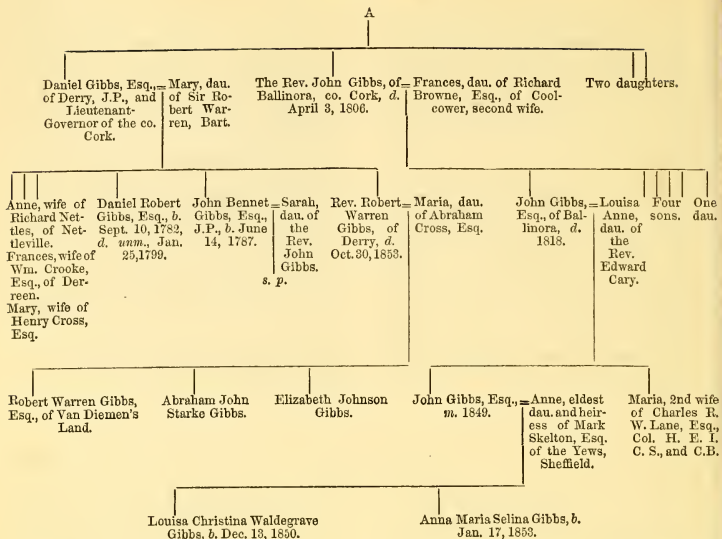 A
Daniel Gibbs, Esq.,=
of Derry, J.P., and
Lieutenant-
Governor of the co.
Cork.
Mary, dau.
of Sir Ro-
bert War-
ren, Bart.
The Rev. John Gibbs, of=
Ballinora, co. Cork, d.
April 3, 1806.
Frances, dau. of Richard
Browne, Esq., of Cool-
cower, second wife.
Two daughters.
Anne, wife of
Richard Net-
tles, of Net-
tleville.
Frances, wife of
Wm. Crooke,
Esq., of Der-
reen.
Mary, wife of
Henry Cross,
Esq.
Daniel Robert
Gibbs, Esq., b.
Sept. 10, 1782,
d. unm., Jan.
25, 1799.
John Bennet=
Gibbs, Esq.,
J.P., b. June
14, 1787.
Sarah,
dau. of
the
Rev.
John
Gibbs.
s. p.
Rev. Robert=
Warren
Gibbs, of
Derry, d.
Oct. 30, 1853.
Maria, dau.
of Abraham
Cross, Esq.
John Gibbs,=
Esq., of Bal-
linora, d.
1818.
Louisa
Anne,
dau. of
the
Rev.
Edward
Cary.
Four
sons.
One
dau.
Robert Warren Gibbs,
Esq., of Van Diemen's
Land.
Abraham John
Starke Gibbs.
Elizabeth Johnson
Gibbs.
John Gibbs, Esq.,=
m. 1849.
Anne, eldest
dau. and heir-
ess of Mark
Skelton, Esq.
of the Yews,
Sheffield.
Maria, 2nd wife
of Charles R.
W. Lane, Esq.,
Col. H. E. I.
C. S., and C.B.
Louisa Christina Waldegrave
Gibbs, b. Dec. 13, 1850.
Anna Maria Selina Gibbs, b.
Jan. 17, 1853.